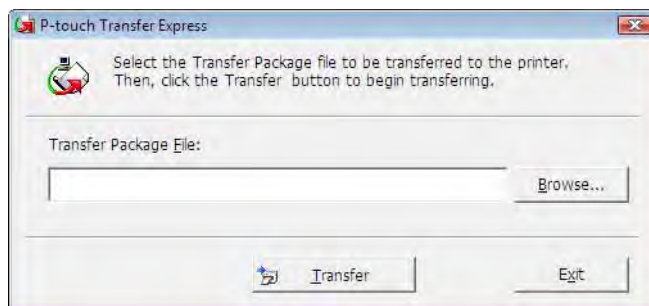 P-touch Transfer Express
Select the Transfer Package file to be transferred to the printer.
Then, click the Transfer button to begin transferring.
Transfer Package File:
Browse...
Transfer
Exit